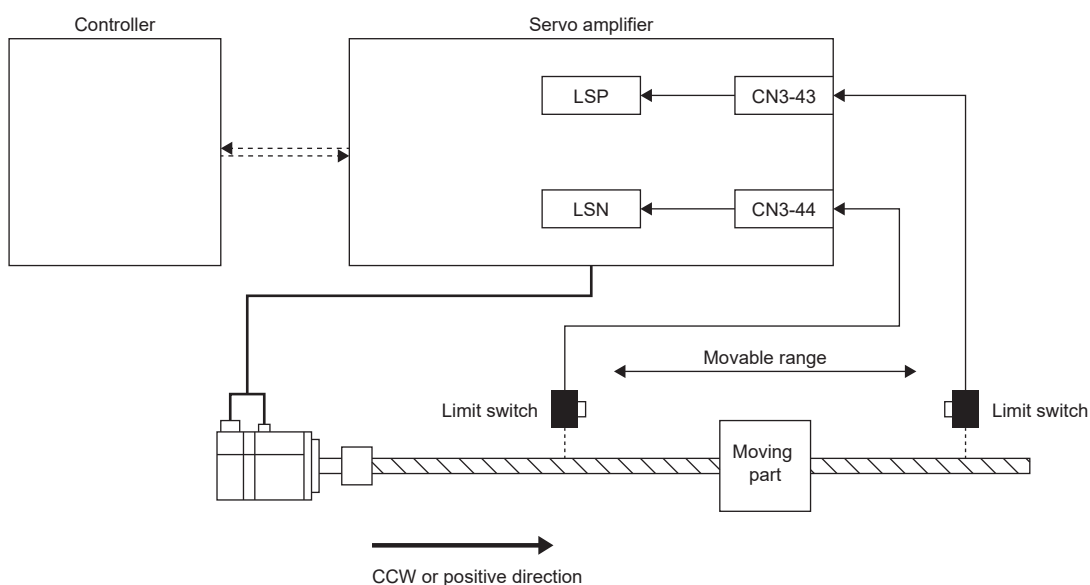 Controller
Servo amplifier
LSP
CN3-43
LSN
CN3-44
Movable range
Limit switch
Limit switch
Moving
part
CCW or positive direction